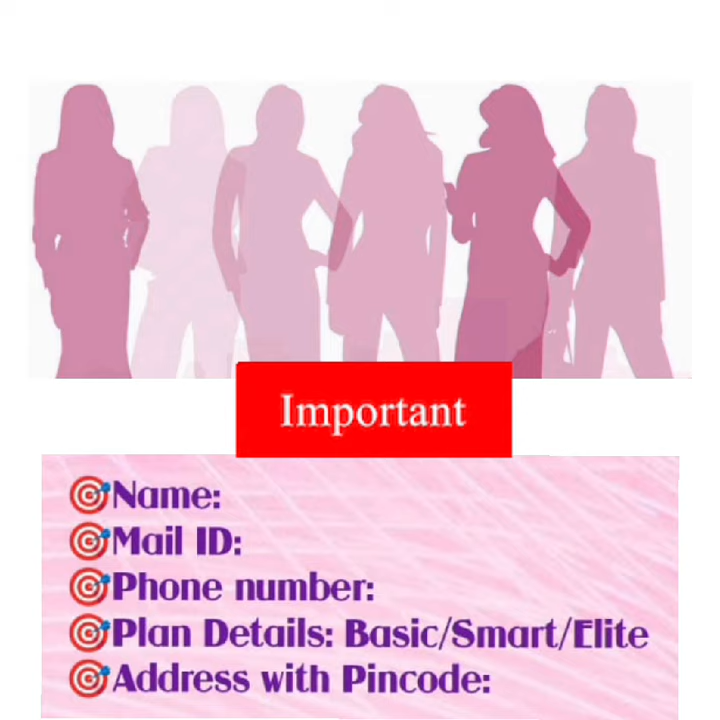 Important
🎯Name:
🎯Mail ID:
🎯Phone number:
🎯Plan Details: Basic/Smart/Elite
🎯Address with Pincode: